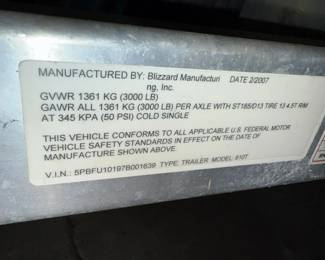 MANUFACTURED BY: Blizzard Manufacturi DATE 2/2007
ng, Inc.
GVWR 1361 KG (3000 LB)
GAWR ALL 1361 KG (3000 LB) PER AXLE WITH ST185/D13 TIRE 13 4.5T RIM
AT 345 KPA (50 PSI) COLD SINGLE
THIS VEHICLE CONFORMS TO ALL APPLICABLE U.S. FEDERAL MOTOR
VEHICLE SAFETY STANDARDS IN EFFECT ON THE DATE OF
MANUFACTURE SHOWN ABOVE.
V.I.N.: 5PBFU10197B001639 TYPE: TRAILER MODEL: 810T